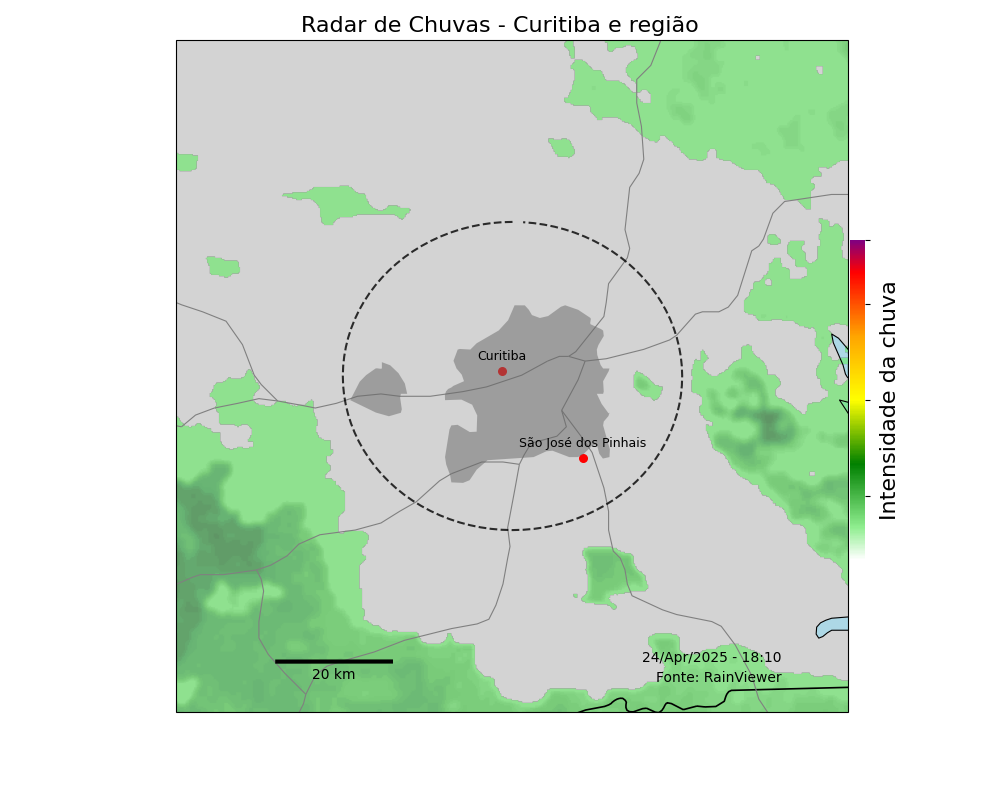 Radar de Chuvas - Curitiba e região
Curitiba
São José dos Pinhais
Intensidade da chuva
24/Apr/2025 - 18:10
Fonte: RainViewer
20 km